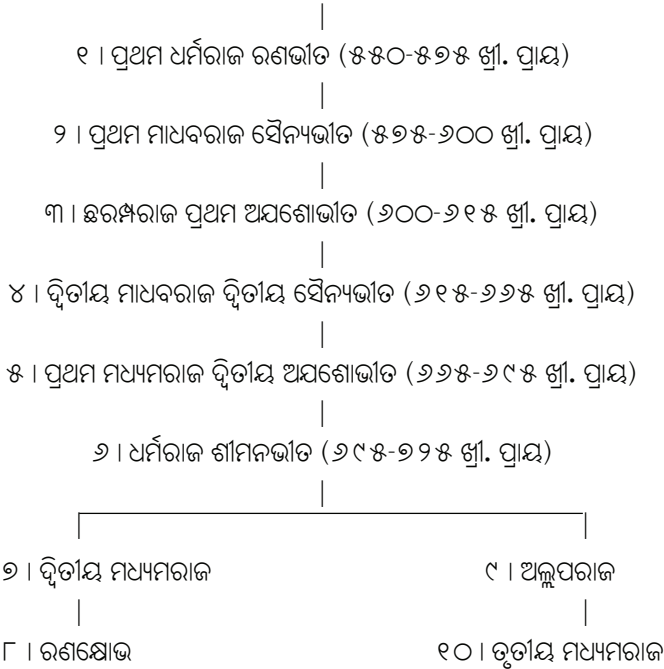 ୧ । ପ୍ରଥମ ଧର୍ମରାଜ ରଣଭୀତ (୫୫୦-୫୭୫ ଖ୍ରୀ. ପ୍ରାୟ)
୨ । ପ୍ରଥମ ମାଧବରାଜ ସୈନ୍ୟଭୀତ (୫୭୫-୬୦୦ ଖ୍ରୀ. ପ୍ରାୟ)
୩ । ଛରମ୍ପରାଜ ପ୍ରଥମ ଅଯଶୋଭୀତ (୬୦୦-୬୧୫ ଖ୍ରୀ. ପ୍ରାୟ)
୪ । ଦ୍ୱିତୀୟ ମାଧବରାଜ ଦ୍ୱିତୀୟ ସୈନ୍ୟଭୀତ (୬୧୫-୬୬୫ ଖ୍ରୀ. ପ୍ରାୟ)
୫ । ପ୍ରଥମ ମଧ୍ୟମରାଜ ଦ୍ୱିତୀୟ ଅଯଶୋଭୀତ (୬୬୫-୬୯୫ ଖ୍ରୀ. ପ୍ରାୟ)
୬ । ଧର୍ମରାଜ ଶୀମନଭୀତ (୬୯୫-୭୨୫ ଖ୍ରୀ. ପ୍ରାୟ)
୭ । ଦ୍ୱିତୀୟ ମଧ୍ୟମରାଜ ୯ । ଅଲ୍ଲପରାଜ
୮ । ରଣକ୍ଷୋଭ ୧୦ । ତୃତୀୟ ମଧ୍ୟମରାଜ